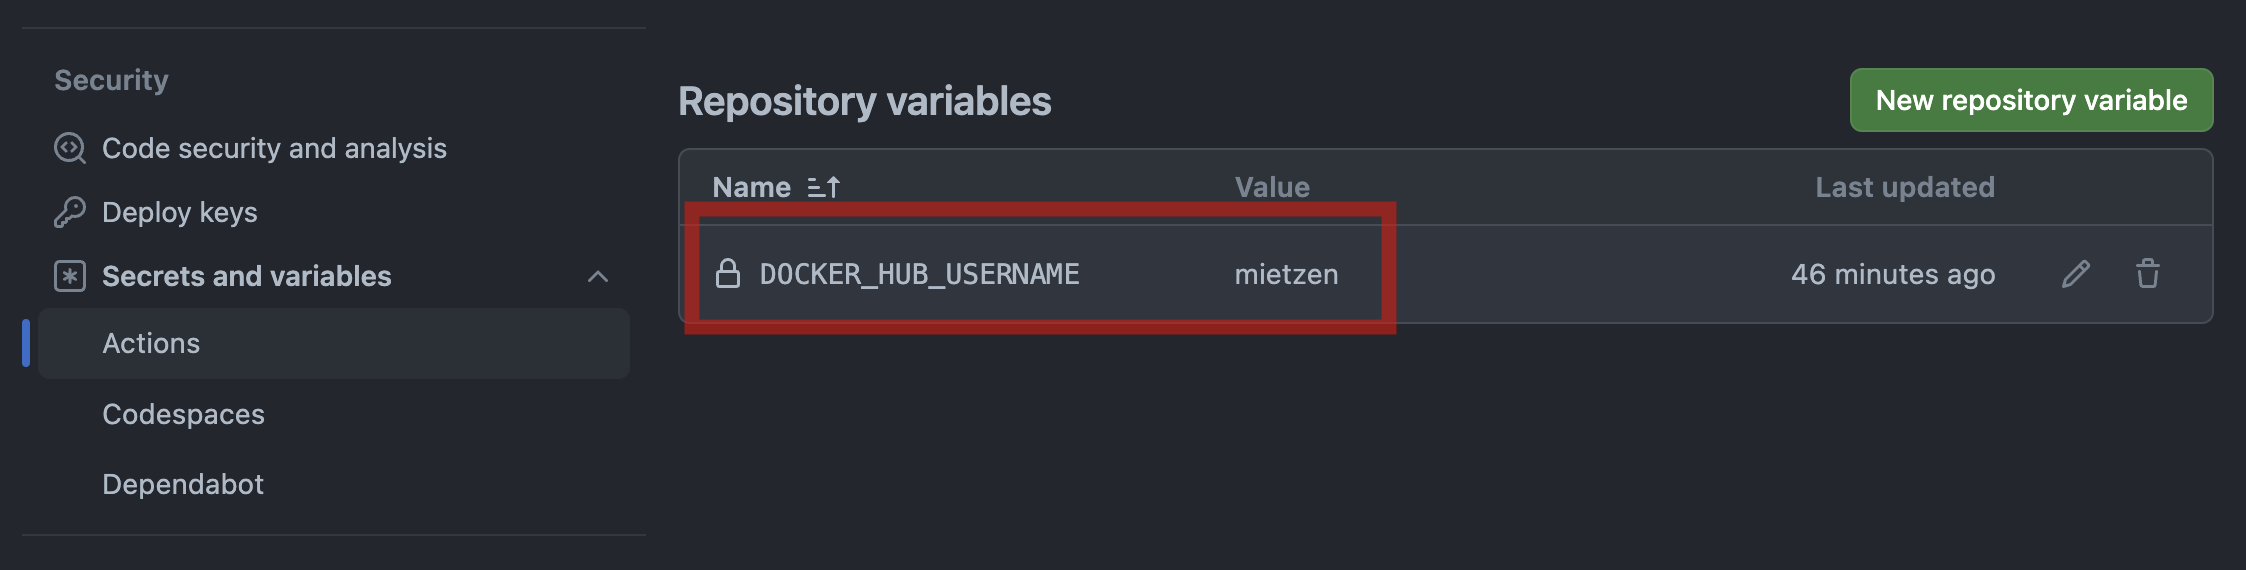 Security
Code security and analysis
Deploy keys
Secrets and variables
Actions
Codespaces
Dependabot
Repository variables
New repository variable
Name Value Last updated
DOCKER_HUB_USERNAME mietzen 46 minutes ago